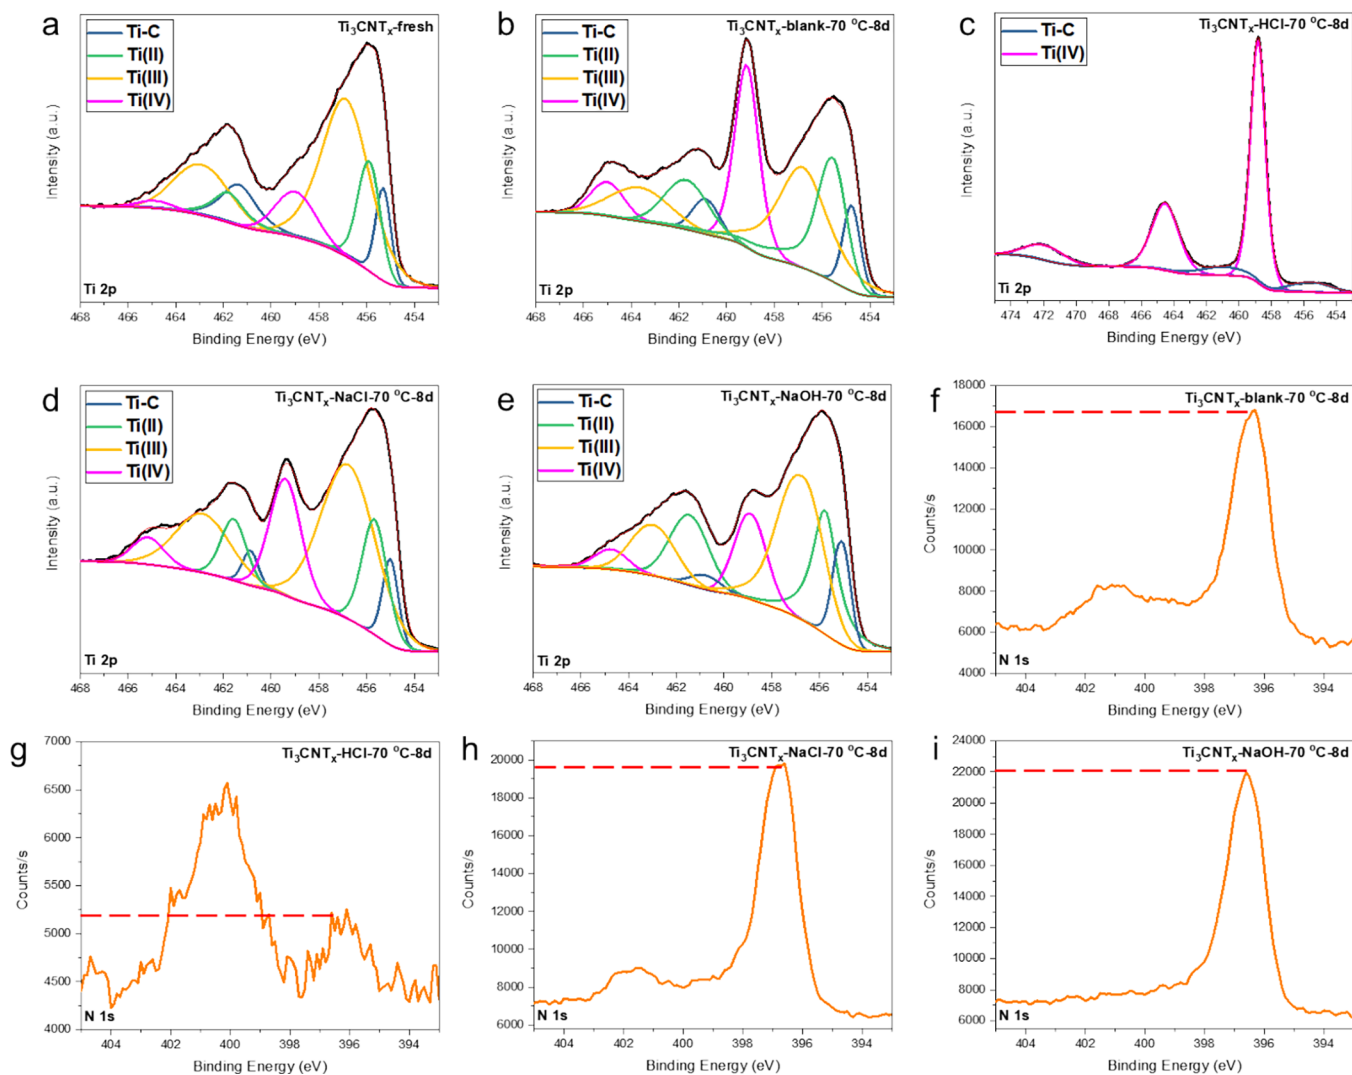 a
Ti₃CNTₓ-fresh
Ti-C
Ti(II)
Ti(III)
Ti(IV)
Intensity (a.u.)
Ti 2p
468 466 464 462 460 458 456 454
Binding Energy (eV)
b
Ti₃CNTₓ-blank-70 °C-8d
Ti-C
Ti(II)
Ti(III)
Ti(IV)
Intensity (a.u.)
Ti 2p
468 466 464 462 460 458 456 454
Binding Energy (eV)
c
Ti₃CNTₓ-HCl-70 °C-8d
Ti-C
Ti(IV)
Intensity (a.u.)
Ti 2p
474 472 470 468 466 464 462 460 458 456 454
Binding Energy (eV)
d
Ti₃CNTₓ-NaCl-70 °C-8d
Ti-C
Ti(II)
Ti(III)
Ti(IV)
Intensity (a.u.)
Ti 2p
468 466 464 462 460 458 456 454
Binding Energy (eV)
e
Ti₃CNTₓ-NaOH-70 °C-8d
Ti-C
Ti(II)
Ti(III)
Ti(IV)
Intensity (a.u.)
Ti 2p
468 466 464 462 460 458 456 454
Binding Energy (eV)
f
Ti₃CNTₓ-blank-70 °C-8d
18000
16000
14000
12000
10000
8000
6000
4000
Counts/s
N 1s
404 402 400 398 396 394
Binding Energy (eV)
g
Ti₃CNTₓ-HCl-70 °C-8d
7000
6500
6000
5500
5000
4500
4000
Counts/s
N 1s
404 402 400 398 396 394
Binding Energy (eV)
h
Ti₃CNTₓ-NaCl-70 °C-8d
20000
18000
16000
14000
12000
10000
8000
6000
Counts/s
N 1s
404 402 400 398 396 394
Binding Energy (eV)
i
Ti₃CNTₓ-NaOH-70 °C-8d
24000
22000
20000
18000
16000
14000
12000
10000
8000
6000
Counts/s
N 1s
404 402 400 398 396 394
Binding Energy (eV)